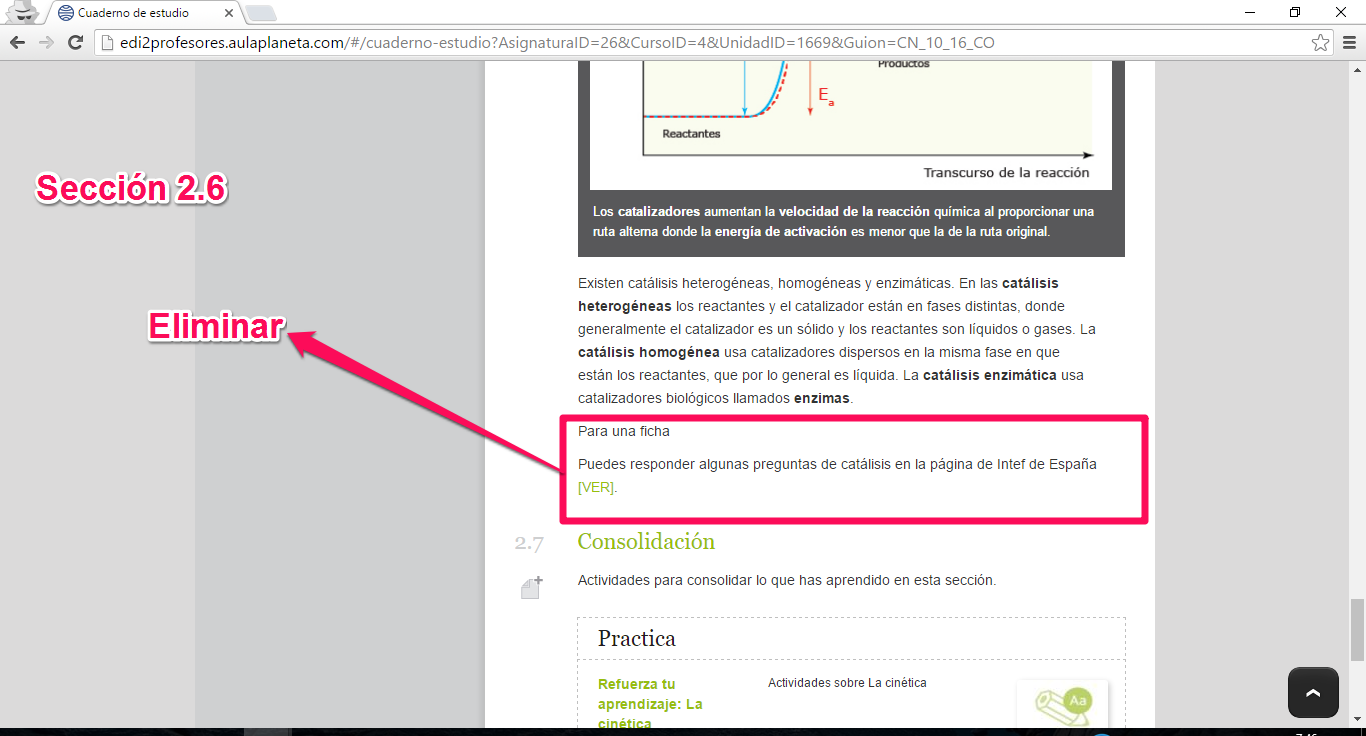 Cuaderno de estudio
edi2profesores.aulaplaneta.com/#/cuaderno-estudio?AsignaturaID=26&CursoID=4&UnidadID=1669&Guion=CN_10_16_CO
Productos
Ea
Reactantes
Transcurso de la reacción
Sección 2.6
Los catalizadores aumentan la velocidad de la reacción química al proporcionar una
ruta alterna donde la energía de activación es menor que la de la ruta original.
Existen catálisis heterogéneas, homogéneas y enzimáticas. En las catálisis
heterogéneas los reactantes y el catalizador están en fases distintas, donde
generalmente el catalizador es un sólido y los reactantes son líquidos o gases. La
catálisis homogénea usa catalizadores dispersos en la misma fase en que
están los reactantes, que por lo general es líquida. La catálisis enzimática usa
catalizadores biológicos llamados enzimas.
Eliminar
Para una ficha
Puedes responder algunas preguntas de catálisis en la página de Intef de España
[VER].
2.7 Consolidación
Actividades para consolidar lo que has aprendido en esta sección.
Practica
Refuerza tu
aprendizaje: La
cinética
Actividades sobre La cinética
Aa